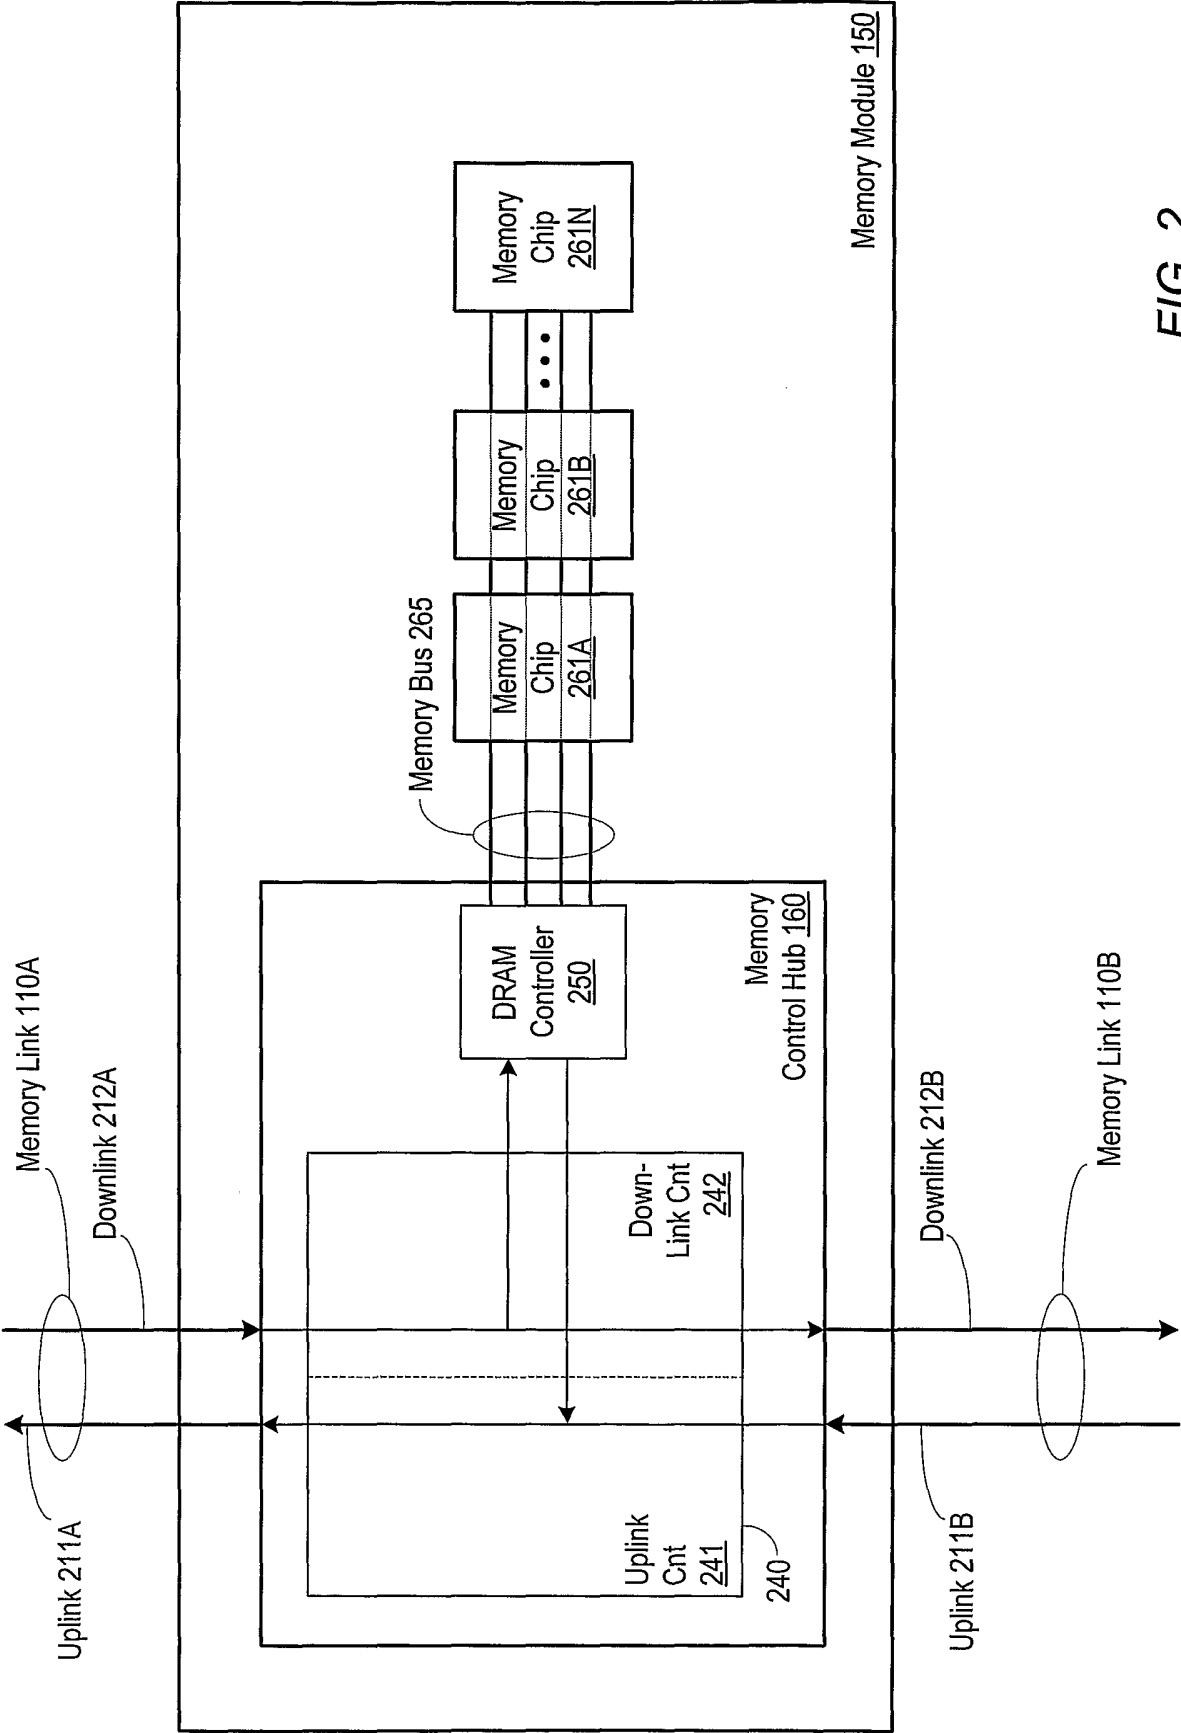 Memory Link 110A
Uplink 211A
Downlink 212A
Uplink
Cnt
241
240
Down-
Link Cnt
242
DRAM
Controller
250
Memory
Control Hub 160
Memory Bus 265
Memory
Chip
261A
Memory
Chip
261B
Memory
Chip
261N
Memory Module 150
Uplink 211B
Downlink 212B
Memory Link 110B
FIG. 2